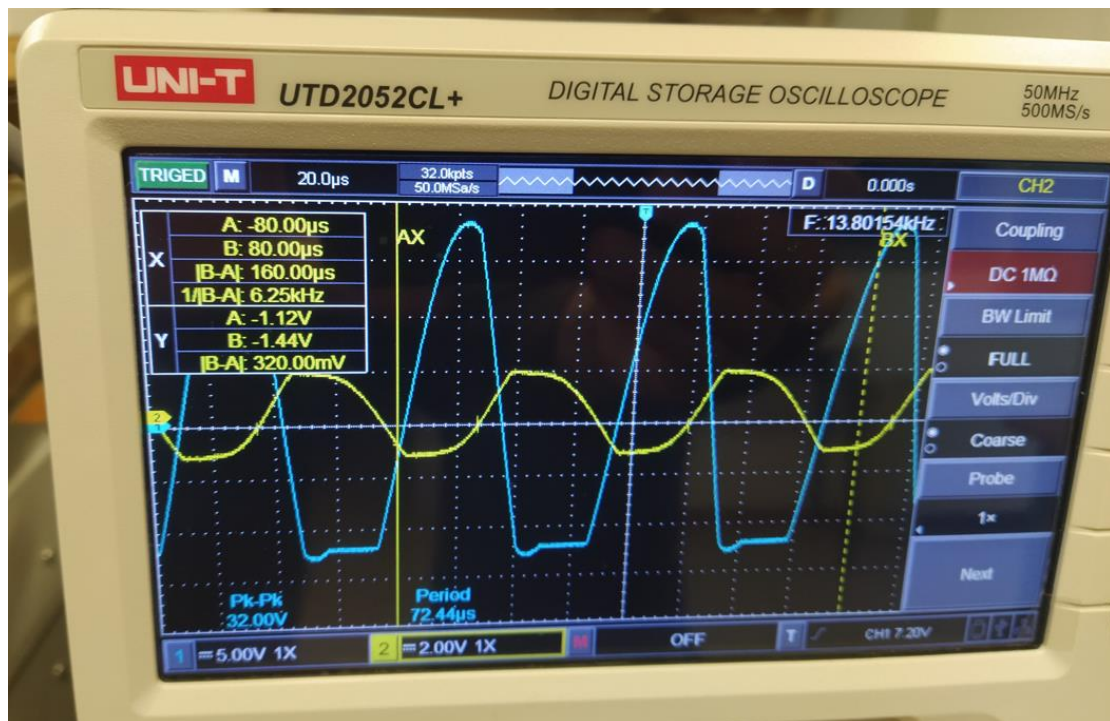 UNI-T UTD2052CL+ DIGITAL STORAGE OSCILLOSCOPE 50MHz
500MS/s
TRIGED M 20.0μs 32.0kpts
50.0MSa/s
D 0.000s CH2
X
A: -80.00μs
B: 80.00μs
|B-A|: 160.00μs
1/|B-A|: 6.25kHz
Y
A: -1.12V
B: -1.44V
|B-A|: 320.00mV
AX
T
F: 13.80154kHz
BX
Coupling
DC 1MΩ
BW Limit
FULL
Volts/Div
Coarse
Probe
1×
Next
2
1
Pk-Pk
32.00V
Period
72.44μs
1 5.00V 1X
2 2.00V 1X
M OFF
T CH1 7.20V